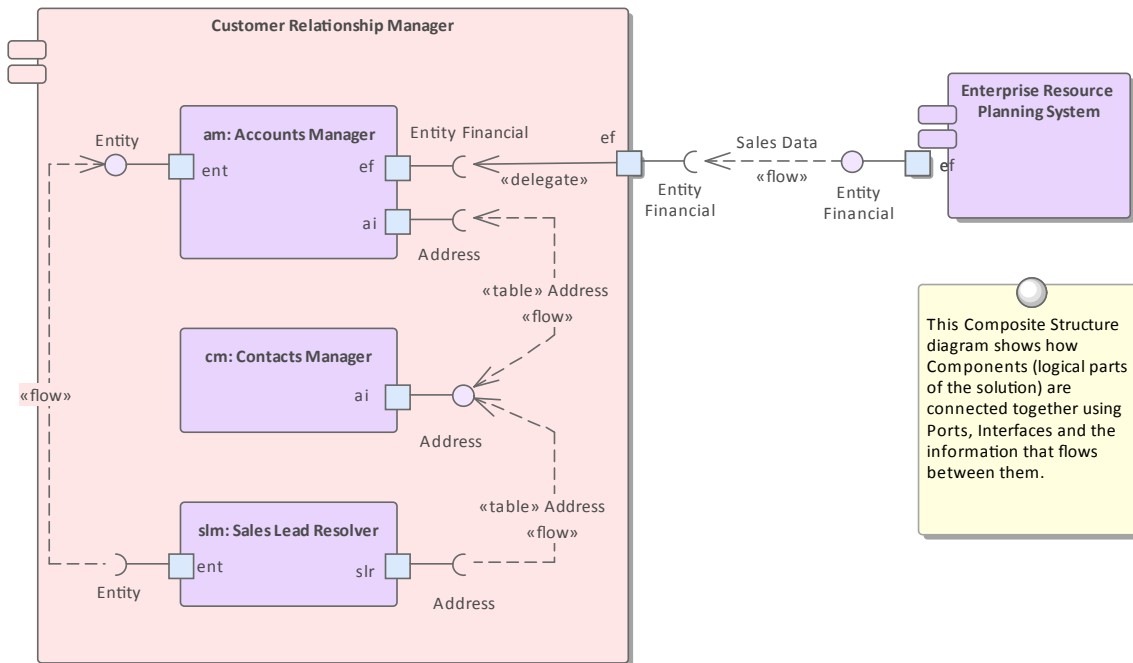 Customer Relationship Manager
Enterprise Resource
Planning System
am: Accounts Manager
Entity
ent
Entity Financial
ef
«delegate»
ef
Entity
Financial
Sales Data
«flow»
Entity
Financial
ef
ai
Address
«table» Address
«flow»
cm: Contacts Manager
ai
Address
«flow»
«table» Address
«flow»
slm: Sales Lead Resolver
ent
Entity
slr
Address
This Composite Structure
diagram shows how
Components (logical parts
of the solution) are
connected together using
Ports, Interfaces and the
information that flows
between them.